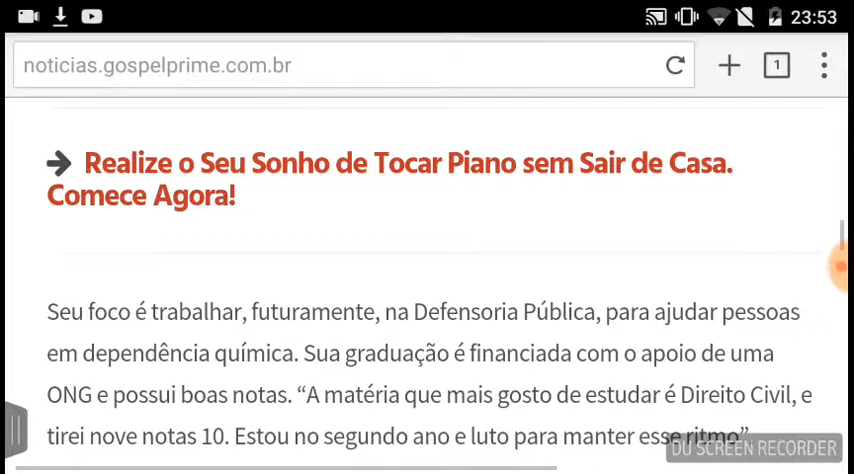 23:53
noticias.gospelprime.com.br
1
Realize o Seu Sonho de Tocar Piano sem Sair de Casa.
Comece Agora!
Seu foco é trabalhar, futuramente, na Defensoria Pública, para ajudar pessoas
em dependência química. Sua graduação é financiada com o apoio de uma
ONG e possui boas notas. “A matéria que mais gosto de estudar é Direito Civil, e
tirei nove notas 10. Estou no segundo ano e luto para manter esse ritmo”
DU SCREEN RECORDER